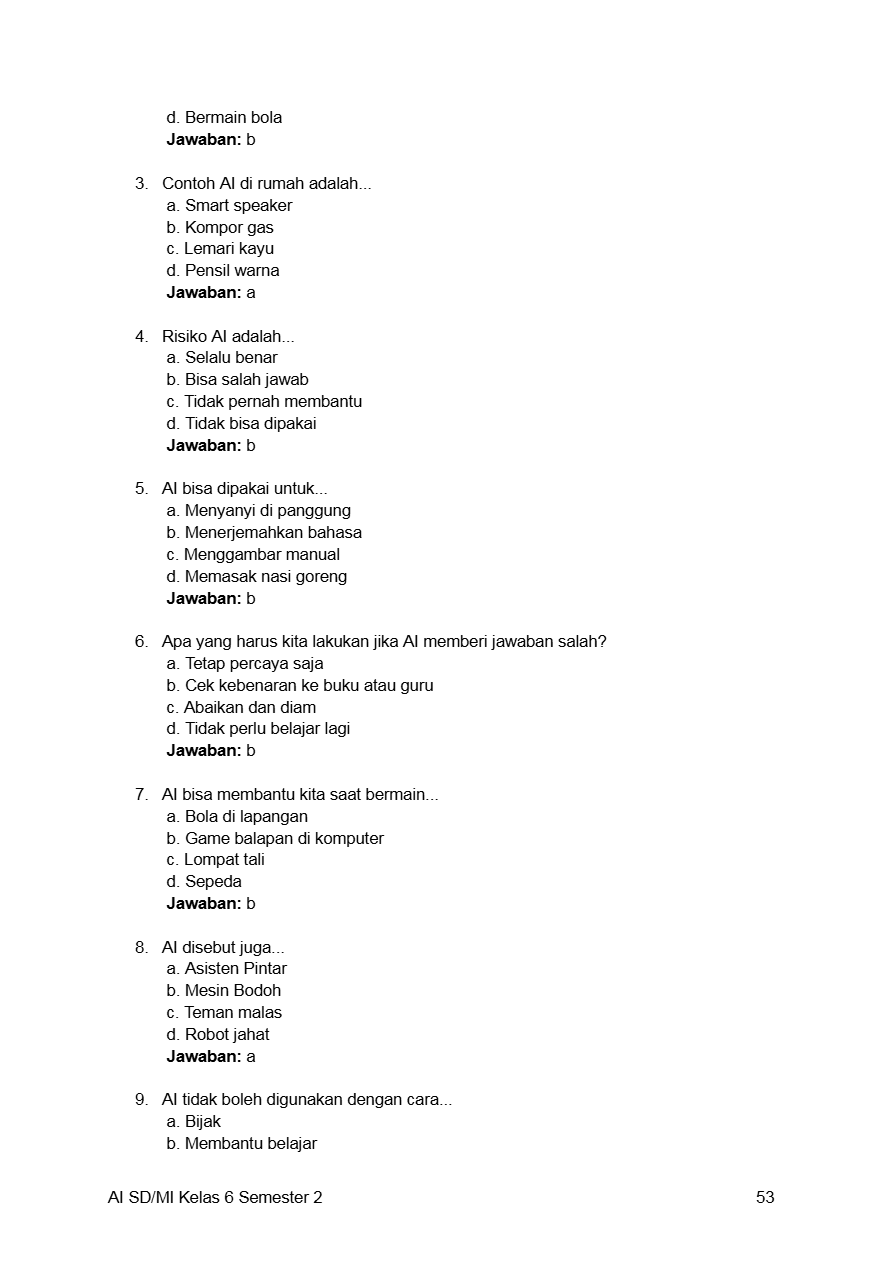 d. Bermain bola
Jawaban: b
3. Contoh AI di rumah adalah...
a. Smart speaker
b. Kompor gas
c. Lemari kayu
d. Pensil warna
Jawaban: a
4. Risiko AI adalah...
a. Selalu benar
b. Bisa salah jawab
c. Tidak pernah membantu
d. Tidak bisa dipakai
Jawaban: b
5. AI bisa dipakai untuk...
a. Menyanyi di panggung
b. Menerjemahkan bahasa
c. Menggambar manual
d. Memasak nasi goreng
Jawaban: b
6. Apa yang harus kita lakukan jika AI memberi jawaban salah?
a. Tetap percaya saja
b. Cek kebenaran ke buku atau guru
c. Abaikan dan diam
d. Tidak perlu belajar lagi
Jawaban: b
7. AI bisa membantu kita saat bermain...
a. Bola di lapangan
b. Game balapan di komputer
c. Lompat tali
d. Sepeda
Jawaban: b
8. AI disebut juga...
a. Asisten Pintar
b. Mesin Bodoh
c. Teman malas
d. Robot jahat
Jawaban: a
9. AI tidak boleh digunakan dengan cara...
a. Bijak
b. Membantu belajar
AI SD/MI Kelas 6 Semester 2 53